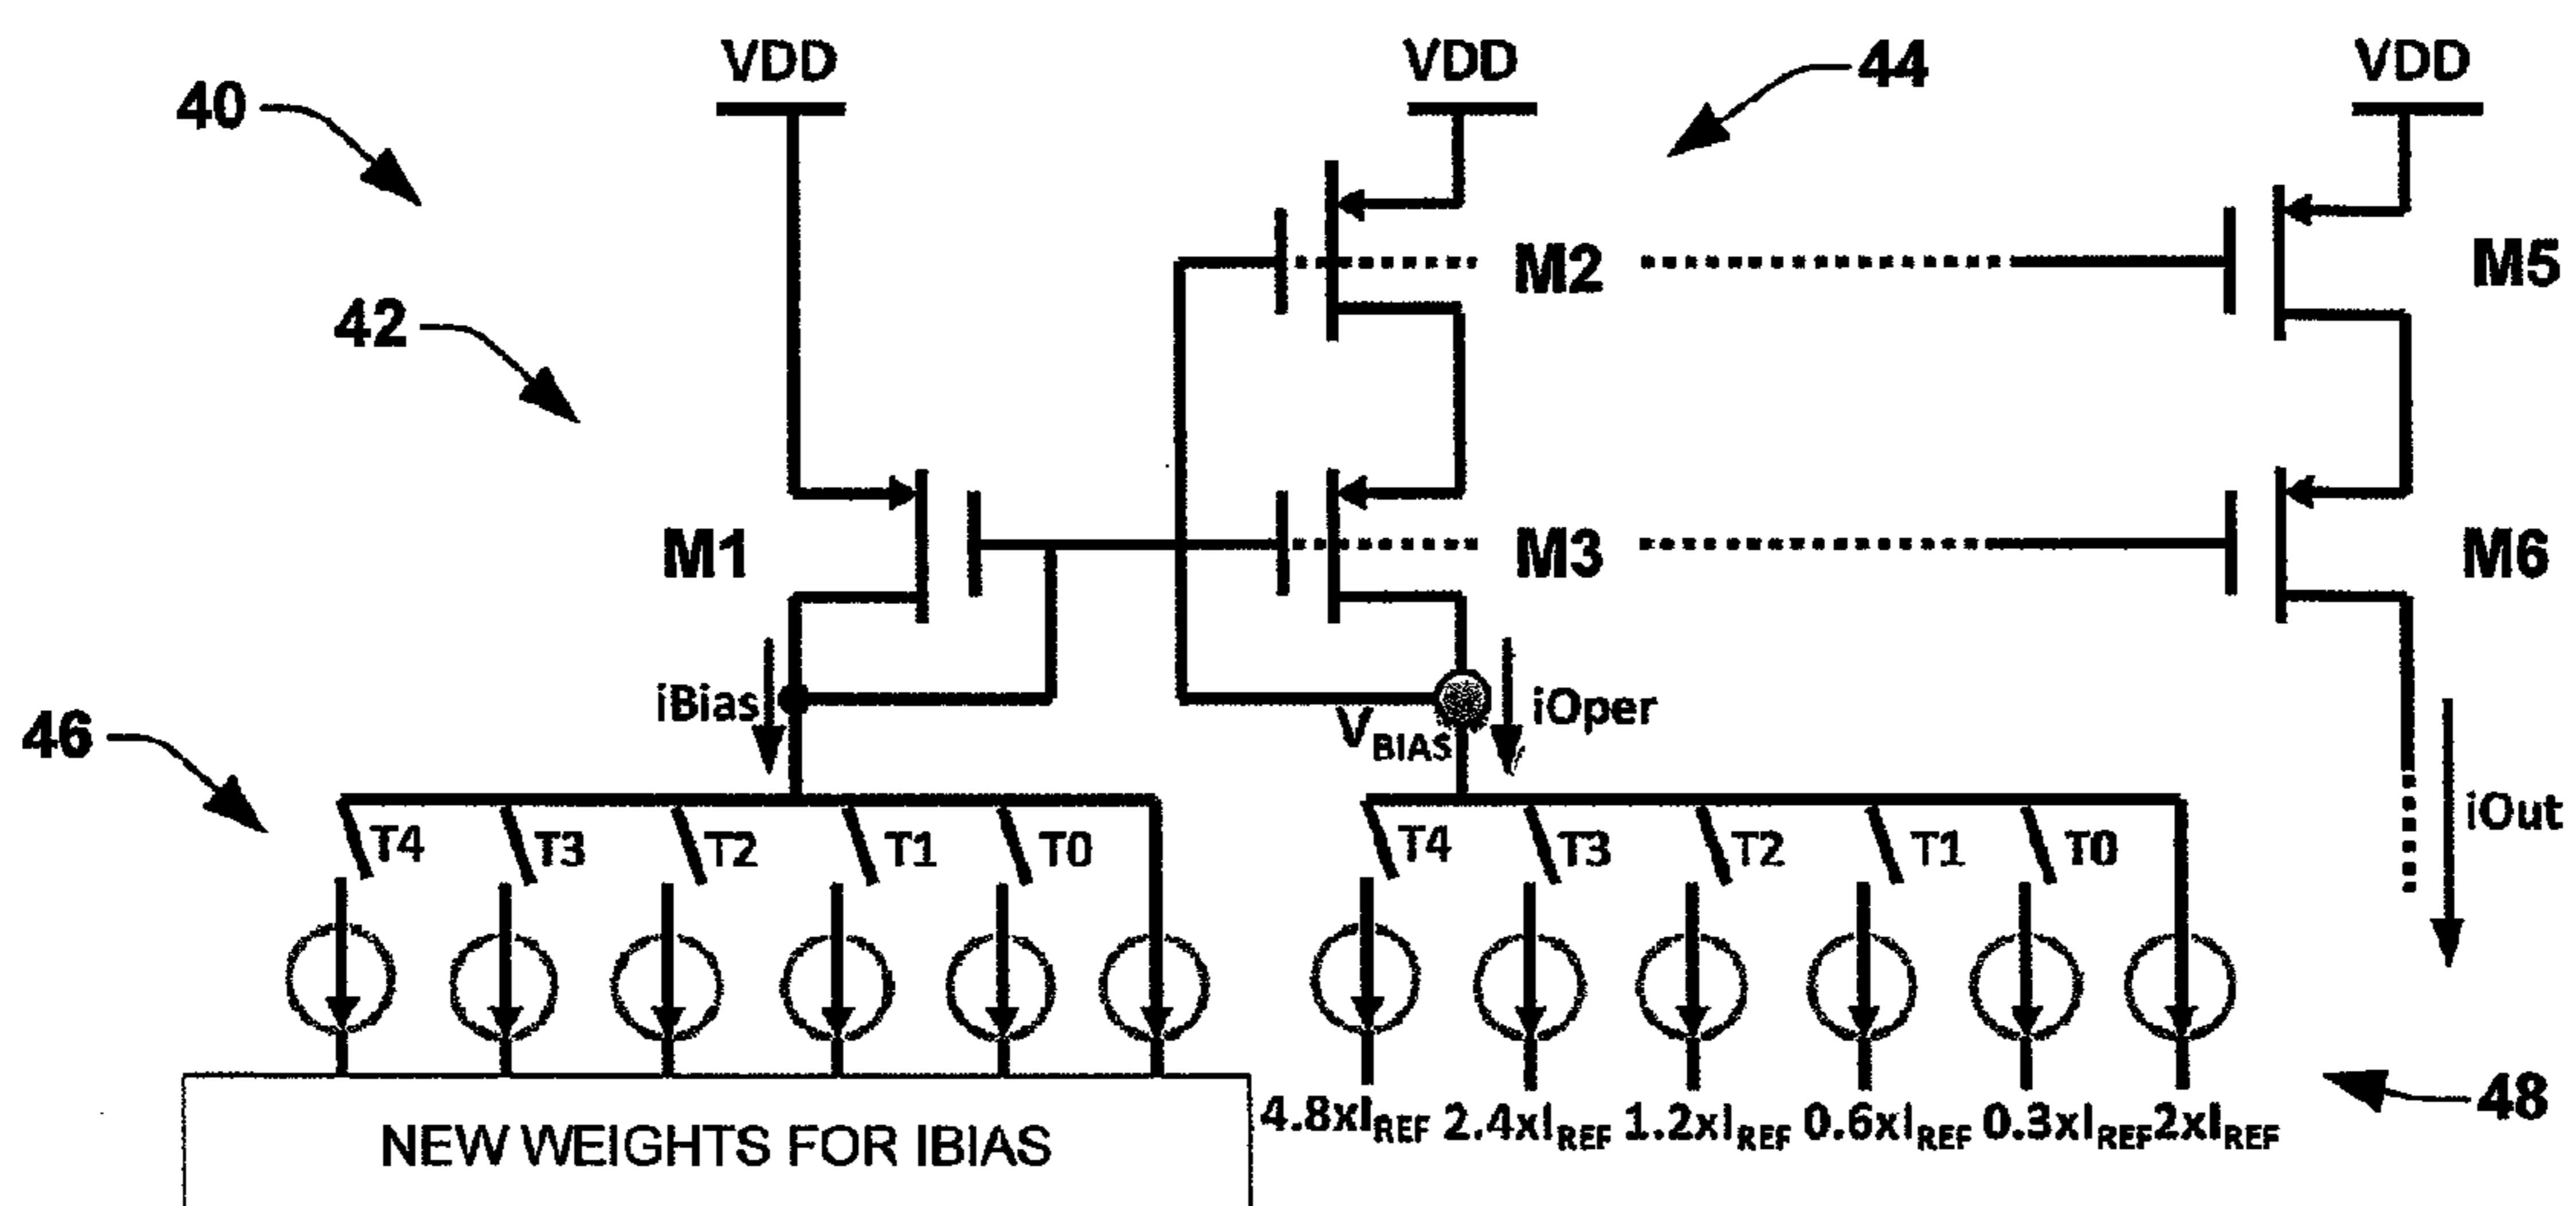 VDD VDD VDD
40 44
M2 M5
42
M1 M3 M6
iBias VBIAS iOper
46
iOut
T4 T3 T2 T1 T0 T4 T3 T2 T1 T0
48
4.8xIREF 2.4xIREF 1.2xIREF 0.6xIREF 0.3xIREF 2xIREF
NEW WEIGHTS FOR IBIAS